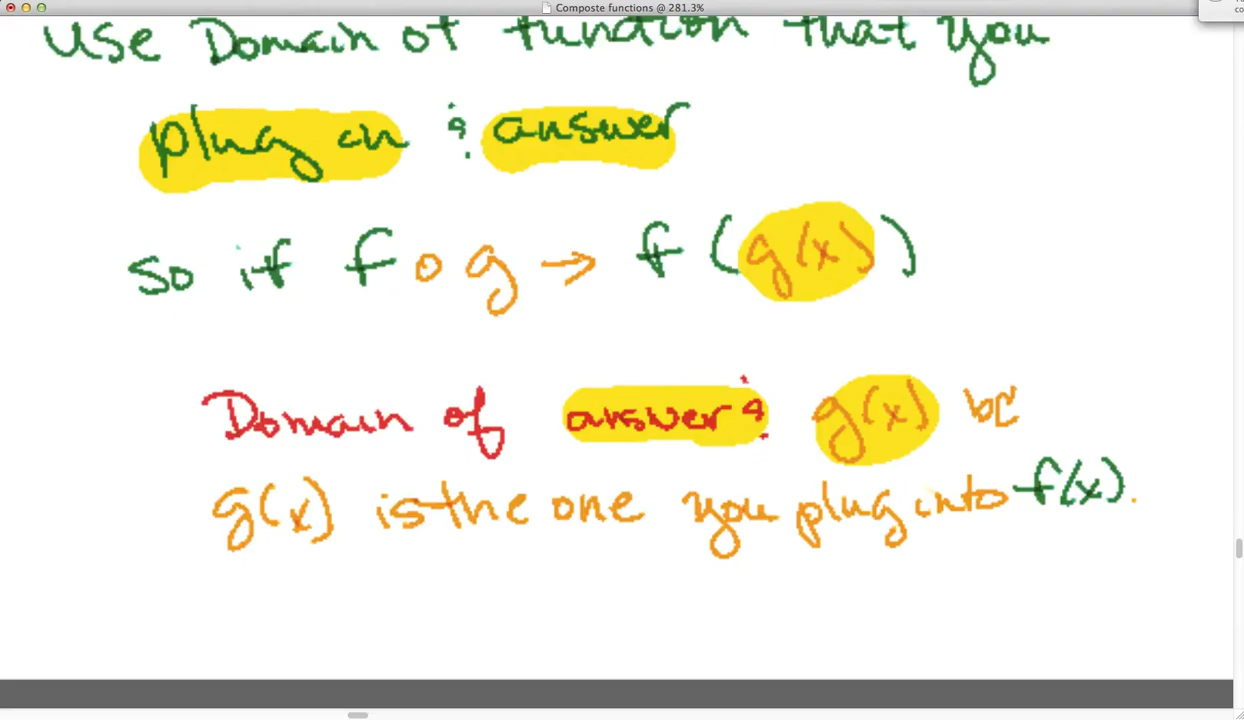 Composte functions @ 281.3%
co
Use Domain of function that you
plug in & answer
so if f o g → f(g(x))
Domain of answer & g(x) bc
g(x) is the one you plug into f(x).